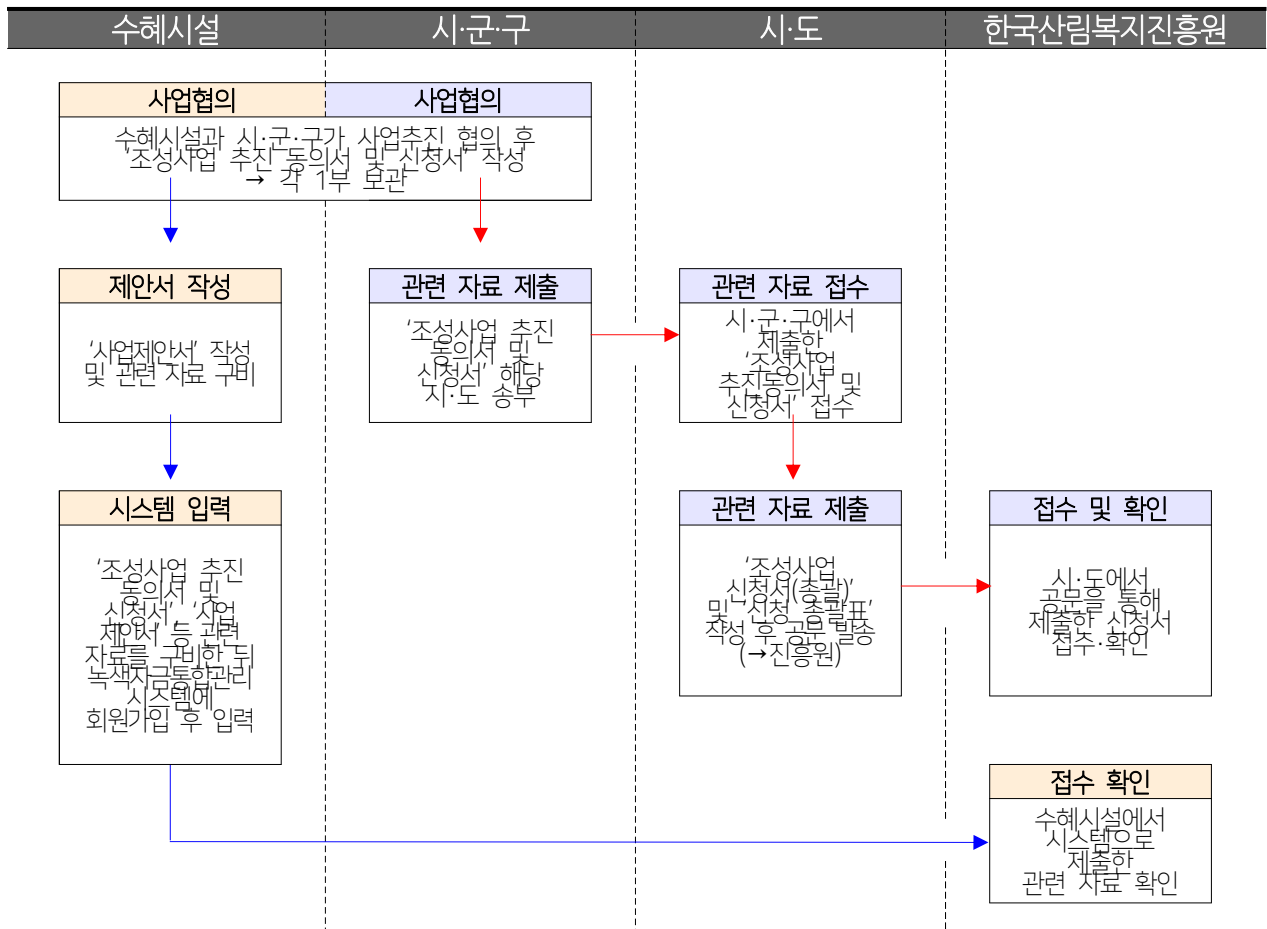 수혜시설
시·군·구
시·도
한국산림복지진흥원
사업협의
사업협의
수혜시설과 시·군·구가 사업추진 협의 후
‘조성사업 추진 동의서 및 신청서’ 작성
→ 각 1부 보관
제안서 작성
‘사업제안서’ 작성
및 관련 자료 구비
관련 자료 제출
‘조성사업 추진
동의서 및
신청서’ 해당
시·도 송부
관련 자료 접수
시·군·구에서
제출한
‘조성사업
추진동의서 및
신청서’ 접수
시스템 입력
‘조성사업 추진
동의서 및
신청서’, ‘사업
제안서’ 등 관련
자료를 구비한 뒤
녹색자금통합관리
시스템에
회원가입 후 입력
관련 자료 제출
‘조성사업
신청서(총괄)’
및 ‘신청 총괄표’
작성 후 공문 발송
(→진흥원)
접수 및 확인
시·도에서
공문을 통해
제출한 신청서
접수·확인
접수 확인
수혜시설에서
시스템으로
제출한
관련 자료 확인